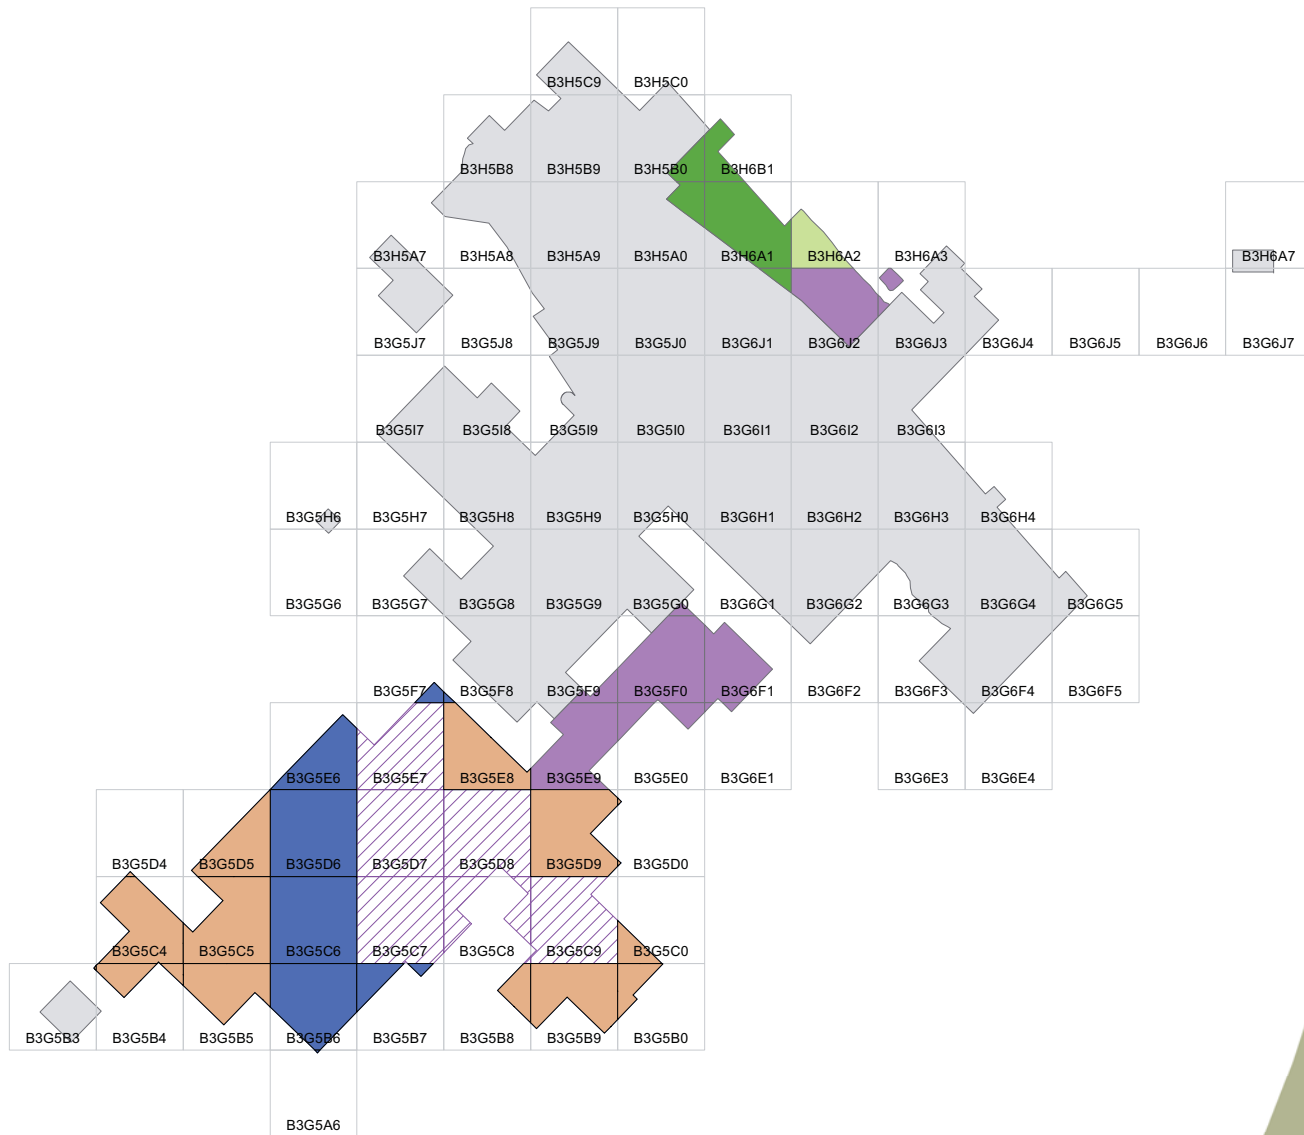 B3H5C9 B3H5C0
B3H5B8 B3H5B9 B3H5B0 B3H6B1
B3H5A7 B3H5A8 B3H5A9 B3H5A0 B3H6A1 B3H6A2 B3H6A3 B3H6A7
B3G5J7 B3G5J8 B3G5J9 B3G5J0 B3G6J1 B3G6J2 B3G6J3 B3G6J4 B3G6J5 B3G6J6 B3G6J7
B3G5I7 B3G5I8 B3G5I9 B3G5I0 B3G6I1 B3G6I2 B3G6I3
B3G5H6 B3G5H7 B3G5H8 B3G5H9 B3G5H0 B3G6H1 B3G6H2 B3G6H3 B3G6H4
B3G5G6 B3G5G7 B3G5G8 B3G5G9 B3G5G0 B3G6G1 B3G6G2 B3G6G3 B3G6G4 B3G6G5
B3G5F7 B3G5F8 B3G5F9 B3G5F0 B3G6F1 B3G6F2 B3G6F3 B3G6F4 B3G6F5
B3G5E6 B3G5E7 B3G5E8 B3G5E9 B3G5E0 B3G6E1 B3G6E3 B3G6E4
B3G5D4 B3G5D5 B3G5D6 B3G5D7 B3G5D8 B3G5D9 B3G5D0
B3G5C4 B3G5C5 B3G5C6 B3G5C7 B3G5C8 B3G5C9 B3G5C0
B3G5B3 B3G5B4 B3G5B5 B3G5B6 B3G5B7 B3G5B8 B3G5B9 B3G5B0
B3G5A6